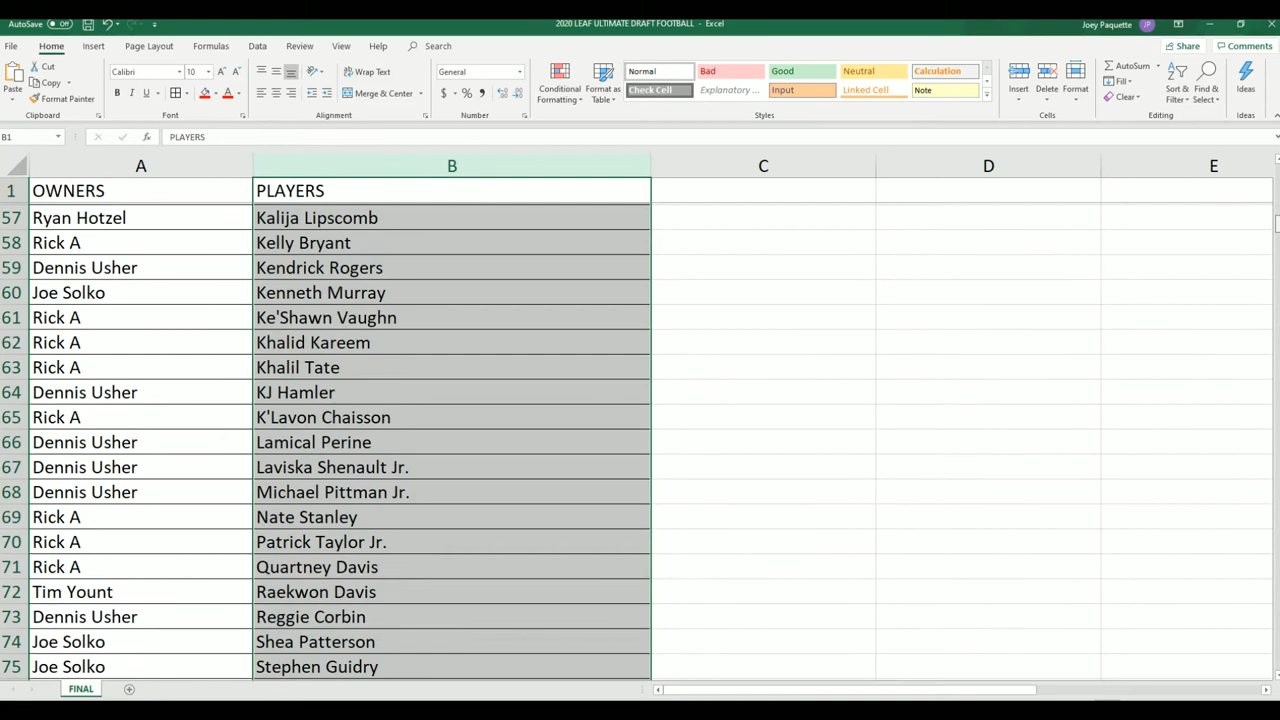 AutoSave Off
2020 LEAF ULTIMATE DRAFT FOOTBALL - Excel
Joey Paquette JP
File Home Insert Page Layout Formulas Data Review View Help Search Share Comments
Paste Cut Copy Format Painter Clipboard
Calibri 10 B I U A A Font
Wrap Text Merge & Center Alignment
General $ % Number
Conditional Formatting Format as Table
Normal Bad Good Neutral Calculation
Check Cell Explanatory ... Input Linked Cell Note
Styles
Insert Delete Format Cells
AutoSum Fill Clear Sort & Filter Find & Select Editing
Ideas Ideas
B1 fx PLAYERS
A B C D E
1 OWNERS PLAYERS
57 Ryan Hotzel Kalija Lipscomb
58 Rick A Kelly Bryant
59 Dennis Usher Kendrick Rogers
60 Joe Solko Kenneth Murray
61 Rick A Ke'Shawn Vaughn
62 Rick A Khalid Kareem
63 Rick A Khalil Tate
64 Dennis Usher KJ Hamler
65 Rick A K'Lavon Chaisson
66 Dennis Usher Lamical Perine
67 Dennis Usher Laviska Shenault Jr.
68 Dennis Usher Michael Pittman Jr.
69 Rick A Nate Stanley
70 Rick A Patrick Taylor Jr.
71 Rick A Quartney Davis
72 Tim Yount Raekwon Davis
73 Dennis Usher Reggie Corbin
74 Joe Solko Shea Patterson
75 Joe Solko Stephen Guidry
FINAL